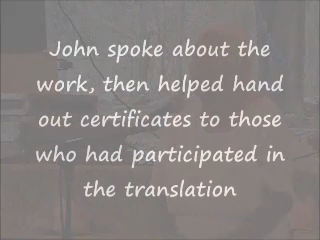 John spoke about the
work, then helped hand
out certificates to those
who had participated in
the translation